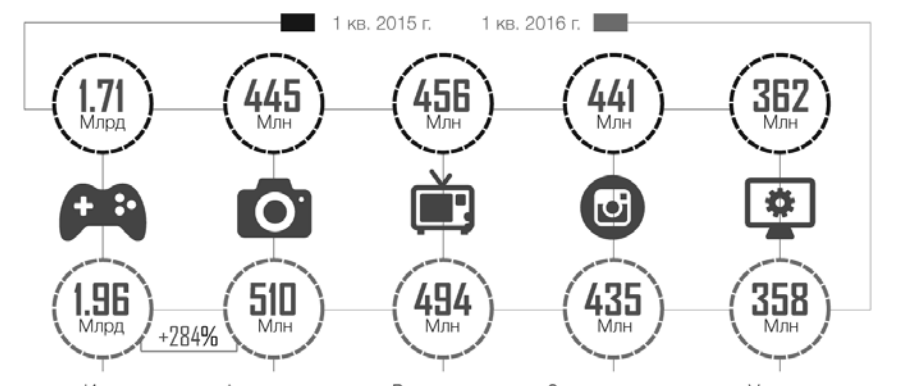 1 кв. 2015 г. 1 кв. 2016 г.
1.71 445 456 441 362
Млрд Млн Млн Млн Млн
1.96 510 494 435 358
Млрд Млн Млн Млн Млн
+284%